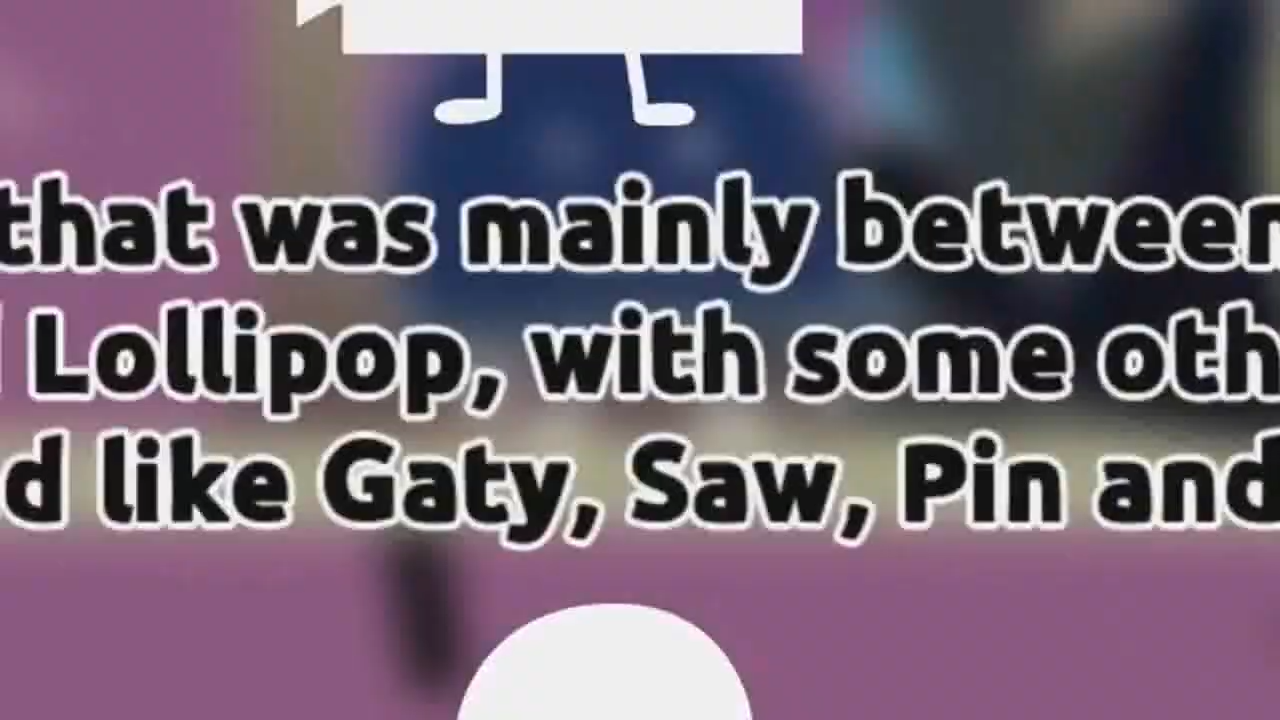 that was mainly between
Lollipop, with some oth
d like Gaty, Saw, Pin and